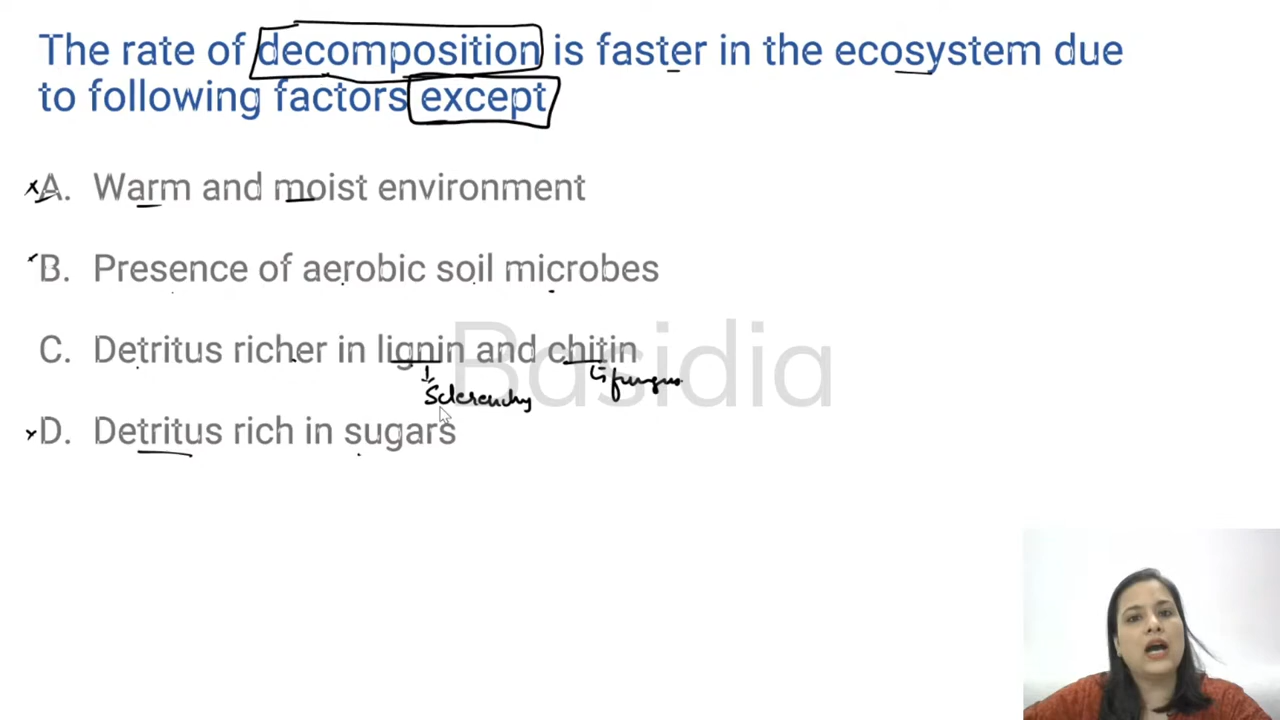 The rate of decomposition is faster in the ecosystem due
to following factors except
A. Warm and moist environment
B. Presence of aerobic soil microbes
C. Detritus richer in lignin and chitin
fungus
Sclerenchy
D. Detritus rich in sugars
Basidia